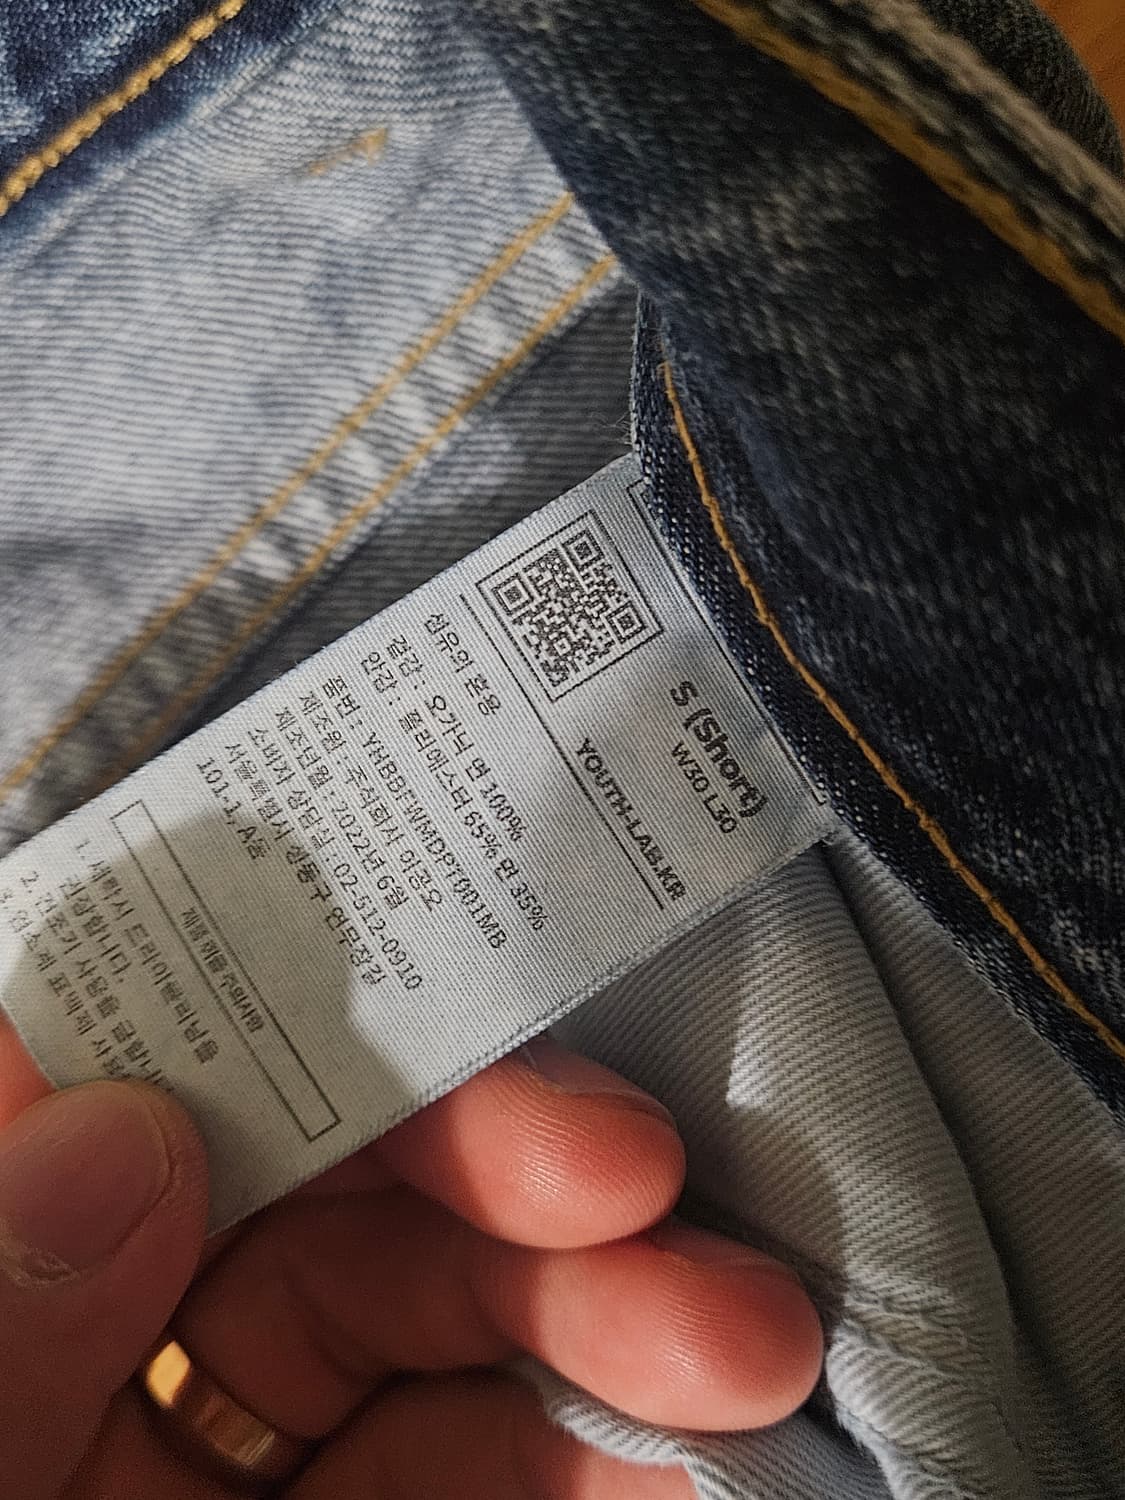 S (Short)
W30 L30
YOUTH-LAB.KR
섬유의 혼용
겉감 : 오가닉 면 100%
안감 : 폴리에스터 65% 면 35%
품번 : YHBBFWMDPT001MB
제조원 : 주식회사 이공오
제조년월 : 2022년 6월
소비자 상담실 : 02-512-0910
서울특별시 성동구 연무장길
101-1, A동
제품 취급 주의사항
1. 세탁시 드라이클리닝을
권장합니다.
2. 건조기 사용을 금합니
3.